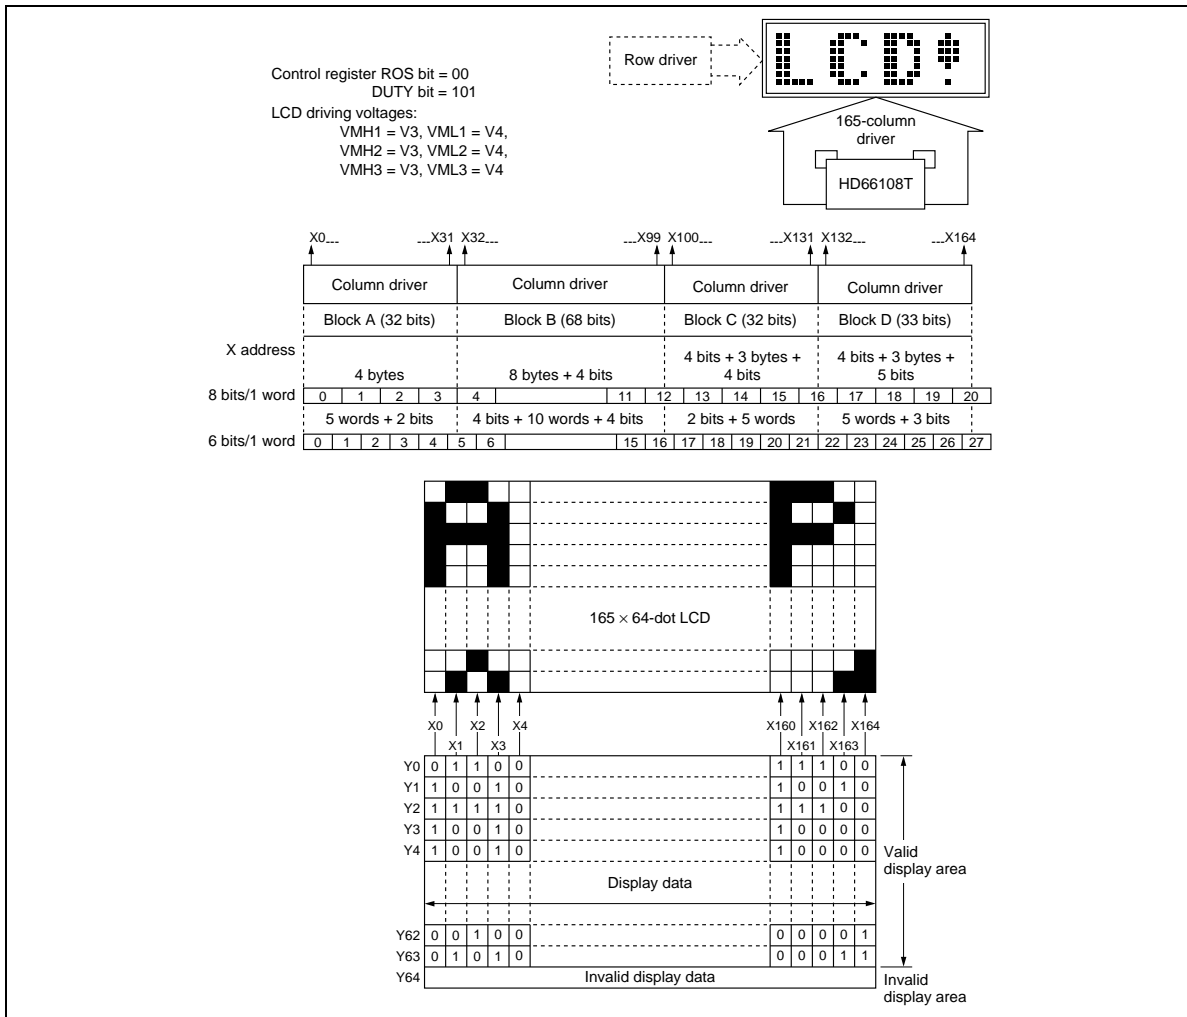 Control register ROS bit = 00
DUTY bit = 101
LCD driving voltages:
VMH1 = V3, VML1 = V4,
VMH2 = V3, VML2 = V4,
VMH3 = V3, VML3 = V4
Row driver
LCD!
165-column
driver
HD66108T
X0--- ---X31 X32--- ---X99 X100--- ---X131 X132--- ---X164
Column driver Column driver Column driver Column driver
Block A (32 bits) Block B (68 bits) Block C (32 bits) Block D (33 bits)
X address
4 bytes 8 bytes + 4 bits 4 bits + 3 bytes + 4 bits 4 bits + 3 bytes + 5 bits
8 bits/1 word 0 1 2 3 4 11 12 13 14 15 16 17 18 19 20
5 words + 2 bits 4 bits + 10 words + 4 bits 2 bits + 5 words 5 words + 3 bits
6 bits/1 word 0 1 2 3 4 5 6 15 16 17 18 19 20 21 22 23 24 25 26 27
A P
165 × 64-dot LCD
X0 X2 X4 X160 X162 X164
X1 X3 X161 X163
Y0 0 1 1 0 0 1 1 1 0 0
Y1 1 0 0 1 0 1 0 0 1 0
Y2 1 1 1 1 0 1 1 1 0 0
Y3 1 0 0 1 0 1 0 0 0 0
Y4 1 0 0 1 0 1 0 0 0 0
Valid
display area
Display data
Y62 0 0 1 0 0 0 0 0 0 1
Y63 0 1 0 1 0 0 0 0 1 1
Y64 Invalid display data
Invalid
display area